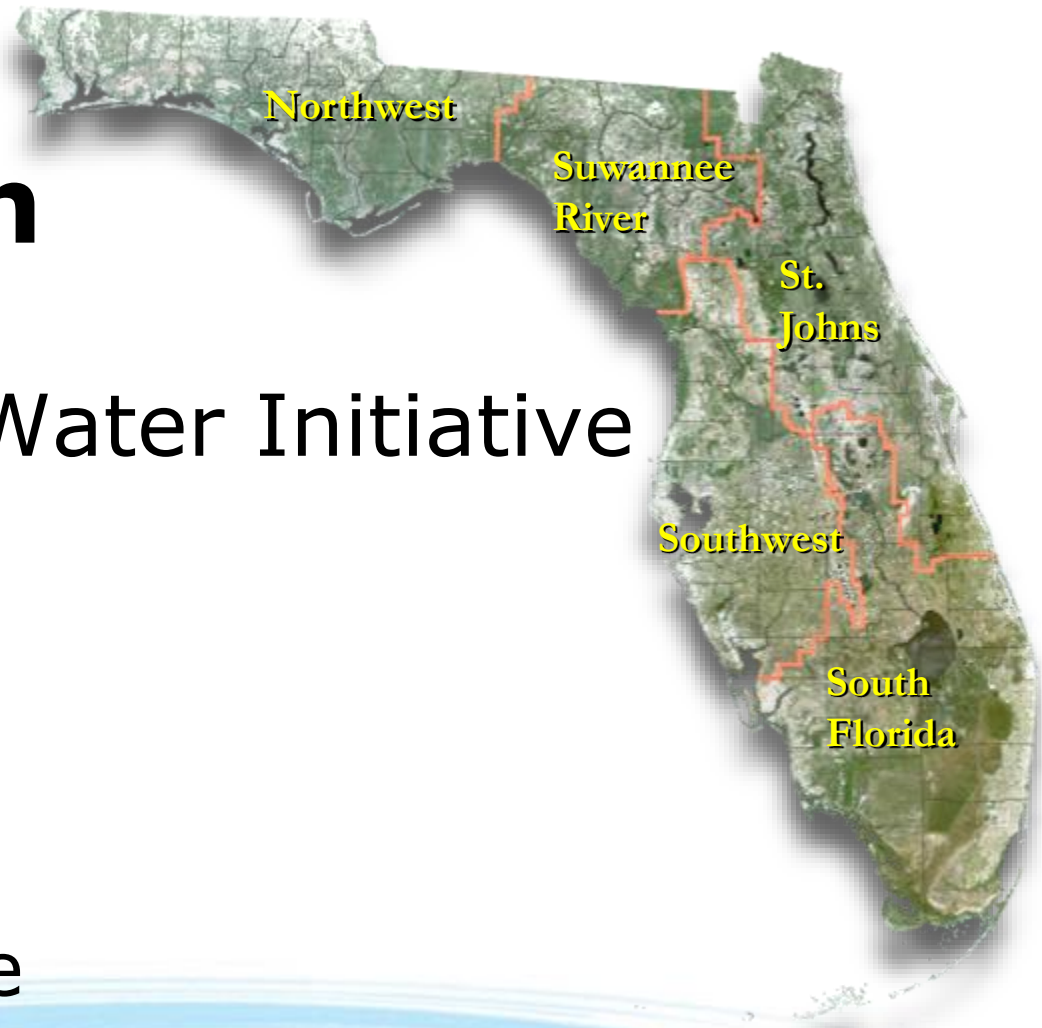 Northwest
n
Suwannee
River
St.
Johns
Water Initiative
Southwest
South
Florida
e